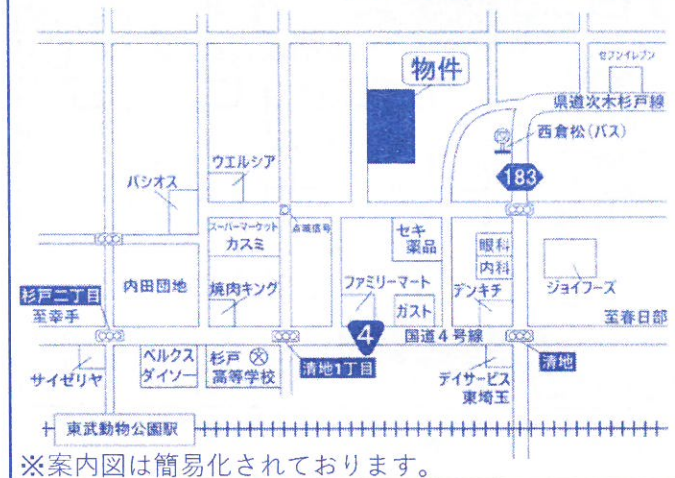 セブンイレブン
物件
県道次木杉戸線
西倉松(バス)
ウエルシア
183
パシオス
スーパーマーケット
カスミ
点滅信号
セキ
薬品
眼科
内科
内田団地
焼肉キング
ファミリーマート
デンキチ
ジョイフーズ
杉戸二丁目
至幸手
ガスト
至春日部
4
国道4号線
サイゼリヤ
ベルクス
ダイソー
杉戸
高等学校
清地1丁目
清地
デイサービス
東埼玉
東武動物公園駅
※案内図は簡易化されております。